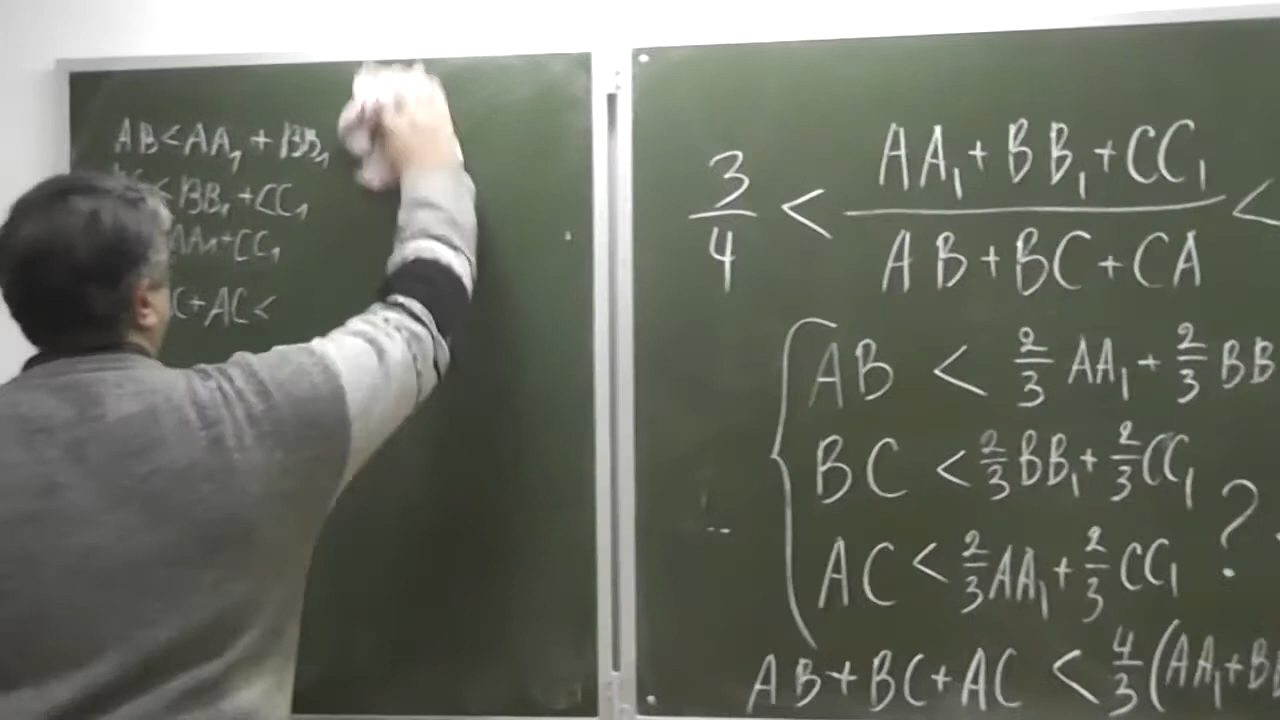 AB < AA₁ + BB₁
< BB₁ + CC₁
AA₁ + CC₁
C + AC <
3/4 < (AA₁ + BB₁ + CC₁)/(AB + BC + CA) <
AB < 2/3 AA₁ + 2/3 BB
BC < 2/3 BB₁ + 2/3 CC₁
?
AC < 2/3 AA₁ + 2/3 CC₁
AB + BC + AC < 4/3 (AA₁ + BB